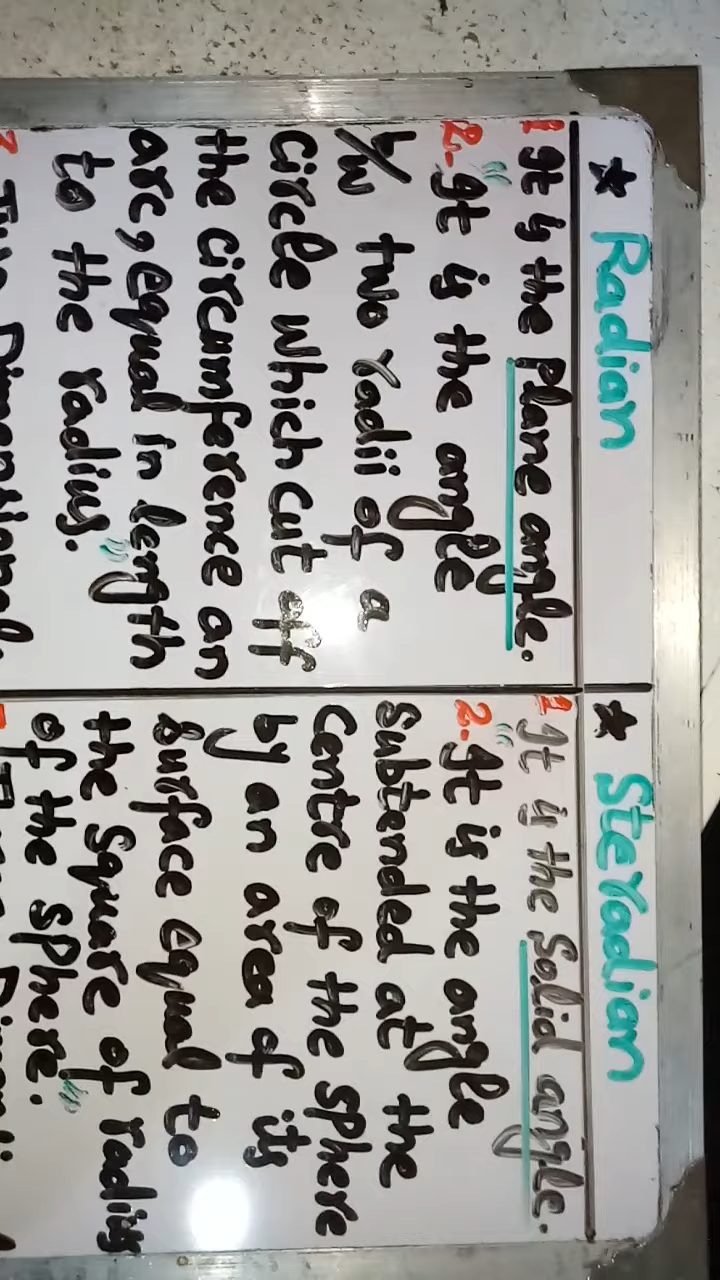 ★ Radian
1 It is the Plane angle.
2. "It is the angle
b/w two radii of a
Circle which cut off
the circumference an
arc, equal in length
to the radius."
★ Steradian
1 It is the Solid angle.
2. "It is the angle
Subtended at the
Centre of the sphere
by an area of its
surface equal to
the square of radius
of the sphere."